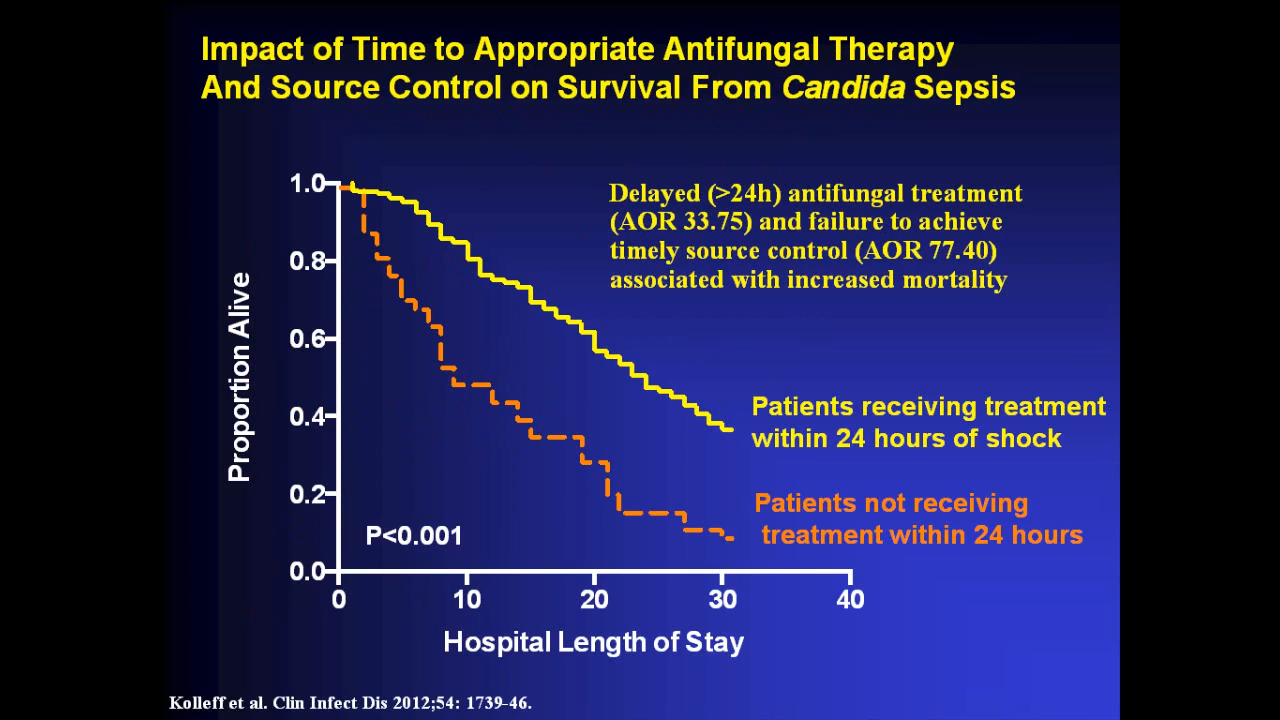 Impact of Time to Appropriate Antifungal Therapy
And Source Control on Survival From Candida Sepsis
Delayed (>24h) antifungal treatment
(AOR 33.75) and failure to achieve
timely source control (AOR 77.40)
associated with increased mortality
Proportion Alive
1.0
0.8
0.6
0.4
0.2
0.0
Patients receiving treatment
within 24 hours of shock
Patients not receiving
treatment within 24 hours
P<0.001
0 10 20 30 40
Hospital Length of Stay
Kolleff et al. Clin Infect Dis 2012;54: 1739-46.